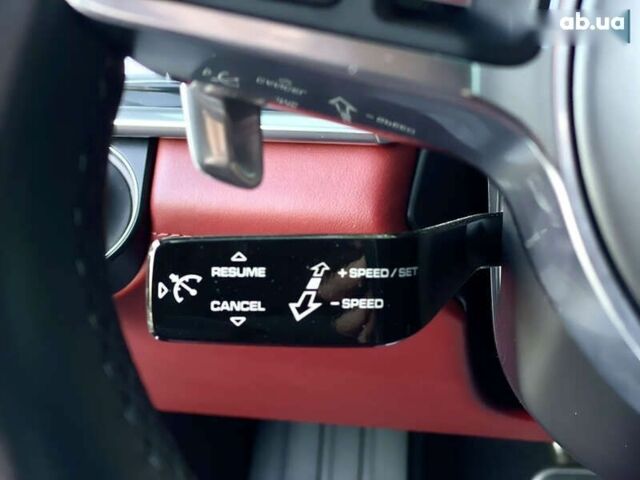 ab.ua
RESUME
+SPEED/SET
CANCEL
-SPEED